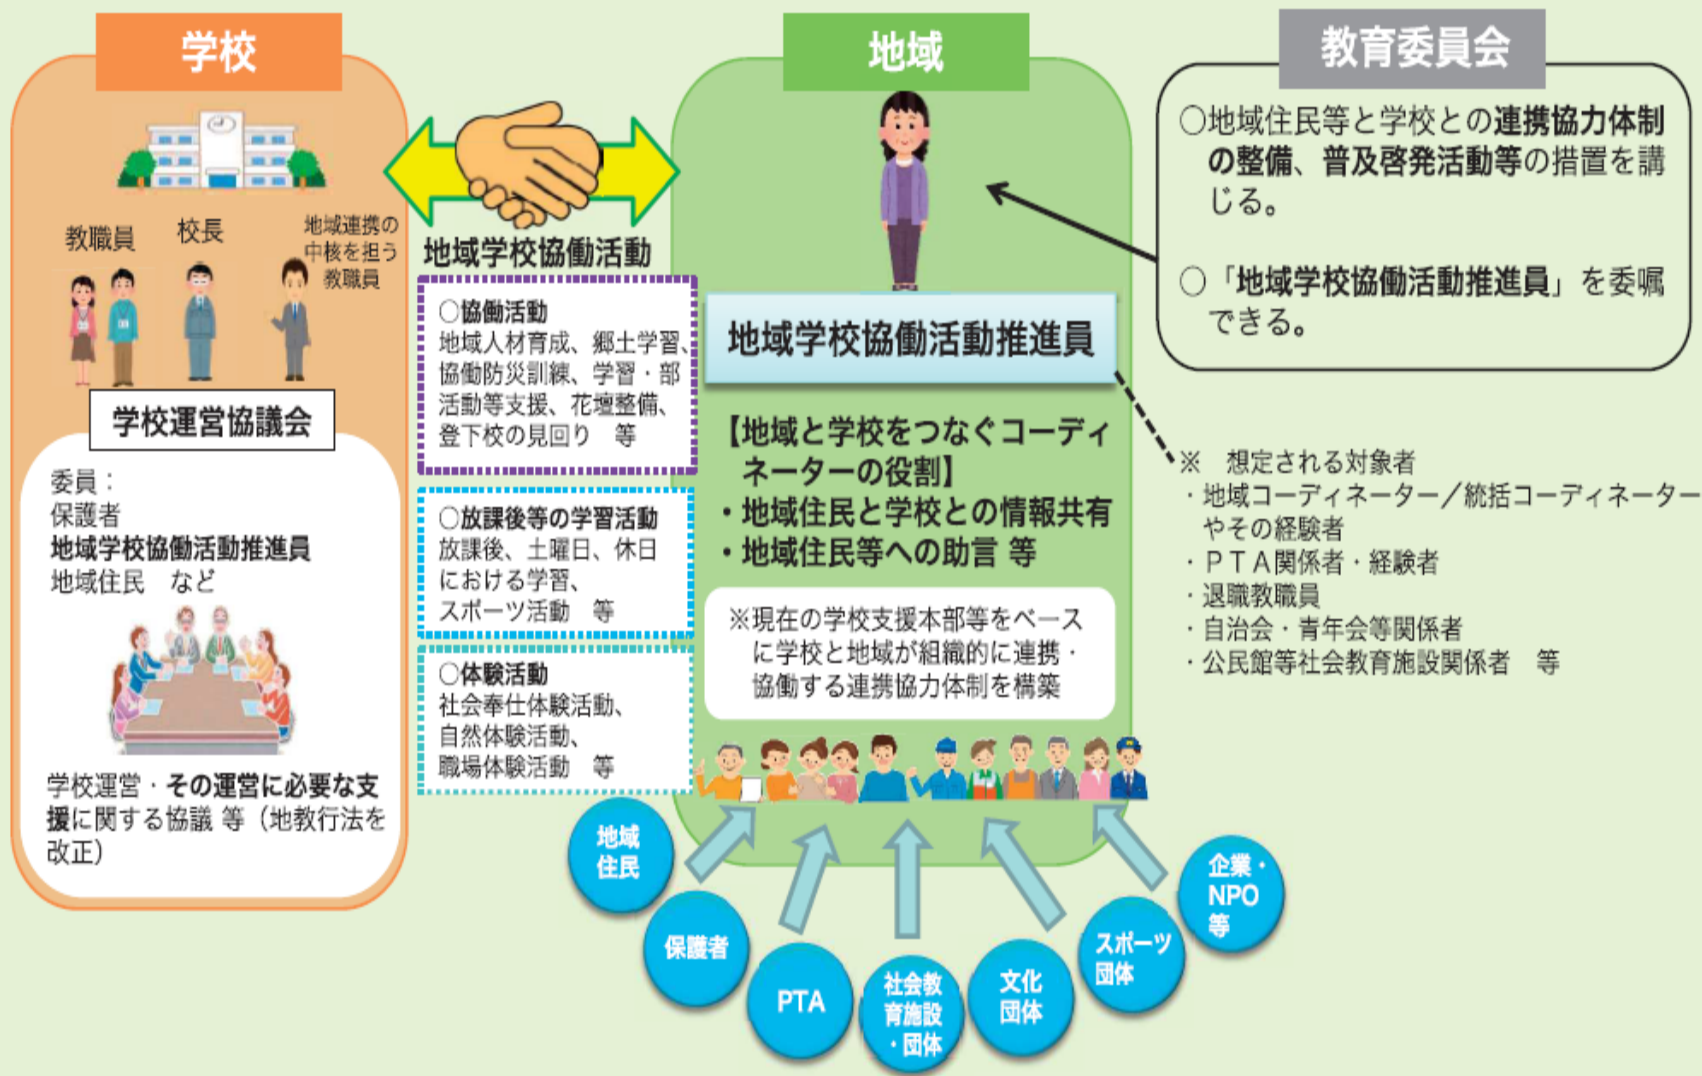 学校
教職員
校長
地域連携の
中核を担う
教職員
学校運営協議会
委員：
保護者
地域学校協働活動推進員
地域住民　など
学校運営・その運営に必要な支
援に関する協議 等（地教行法を
改正）
地域学校協働活動
○協働活動
地域人材育成、郷土学習、
協働防災訓練、学習・部
活動等支援、花壇整備、
登下校の見回り　等
○放課後等の学習活動
放課後、土曜日、休日
における学習、
スポーツ活動　等
○体験活動
社会奉仕体験活動、
自然体験活動、
職場体験活動　等
地域
地域学校協働活動推進員
【地域と学校をつなぐコーディ
ネーターの役割】
・地域住民と学校との情報共有
・地域住民等への助言 等
※現在の学校支援本部等をベース
に学校と地域が組織的に連携・
協働する連携協力体制を構築
教育委員会
○地域住民等と学校との連携協力体制
の整備、普及啓発活動等の措置を講
じる。
○「地域学校協働活動推進員」を委嘱
できる。
※　想定される対象者
・地域コーディネーター／統括コーディネーター
やその経験者
・ＰＴＡ関係者・経験者
・退職教職員
・自治会・青年会等関係者
・公民館等社会教育施設関係者　等
地域
住民
保護者
PTA
社会教
育施設
・団体
文化
団体
スポーツ
団体
企業・
NPO
等